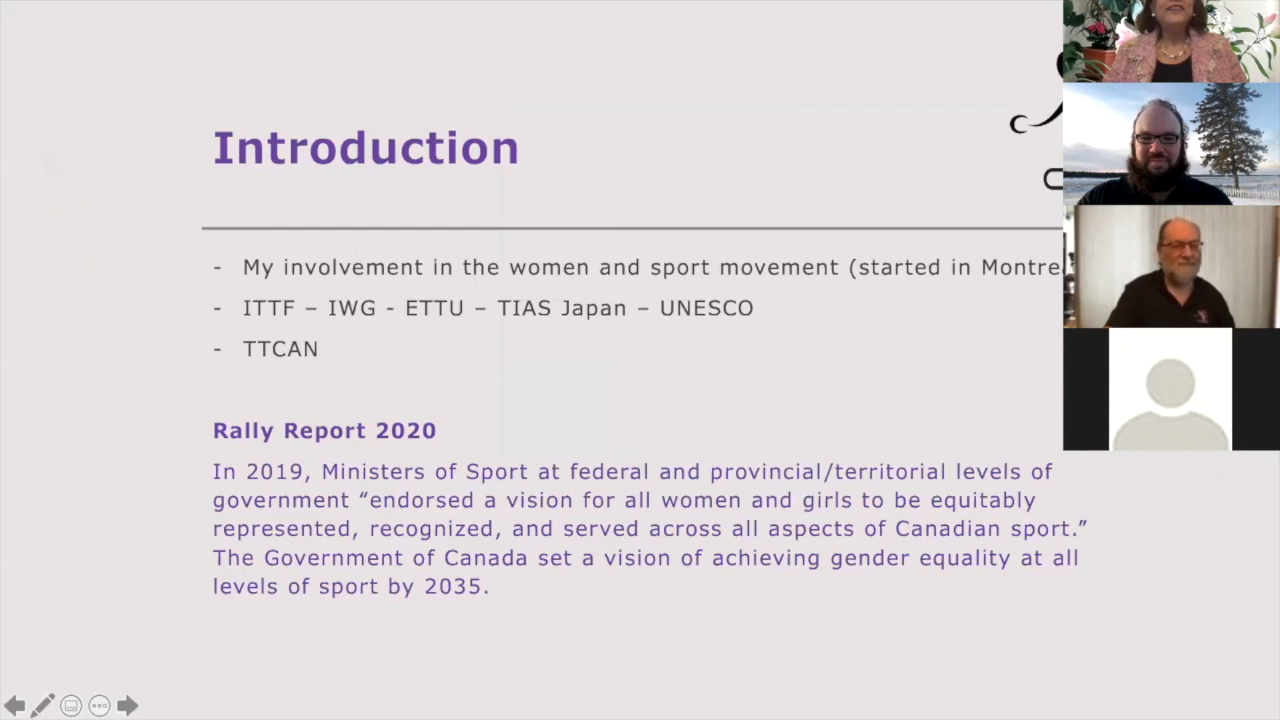 Introduction
- My involvement in the women and sport movement (started in
- ITTF – IWG - ETTU – TIAS Japan – UNESCO
- TTCAN
Rally Report 2020
In 2019, Ministers of Sport at federal and provincial/territorial levels of
government “endorsed a vision for all women and girls to be equitably
represented, recognized, and served across all aspects of Canadian sport.”
The Government of Canada set a vision of achieving gender equality at all
levels of sport by 2035.